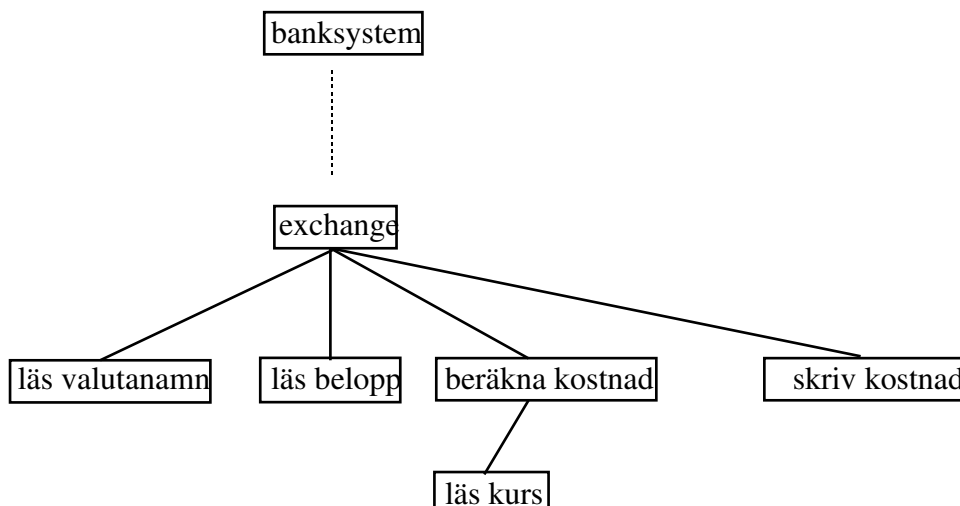 banksystem
exchange
läs valutanamn
läs belopp
beräkna kostnad
skriv kostnad
läs kurs